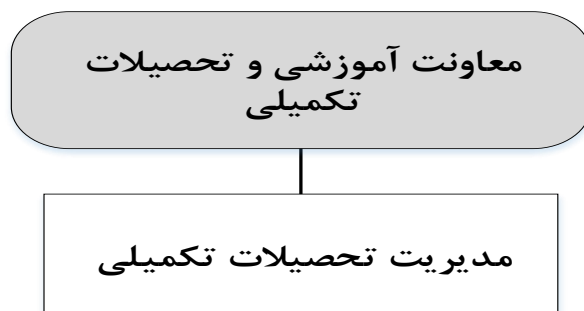 معاونت آموزشی و تحصیلات
تکمیلی
مدیریت تحصیلات تکمیلی